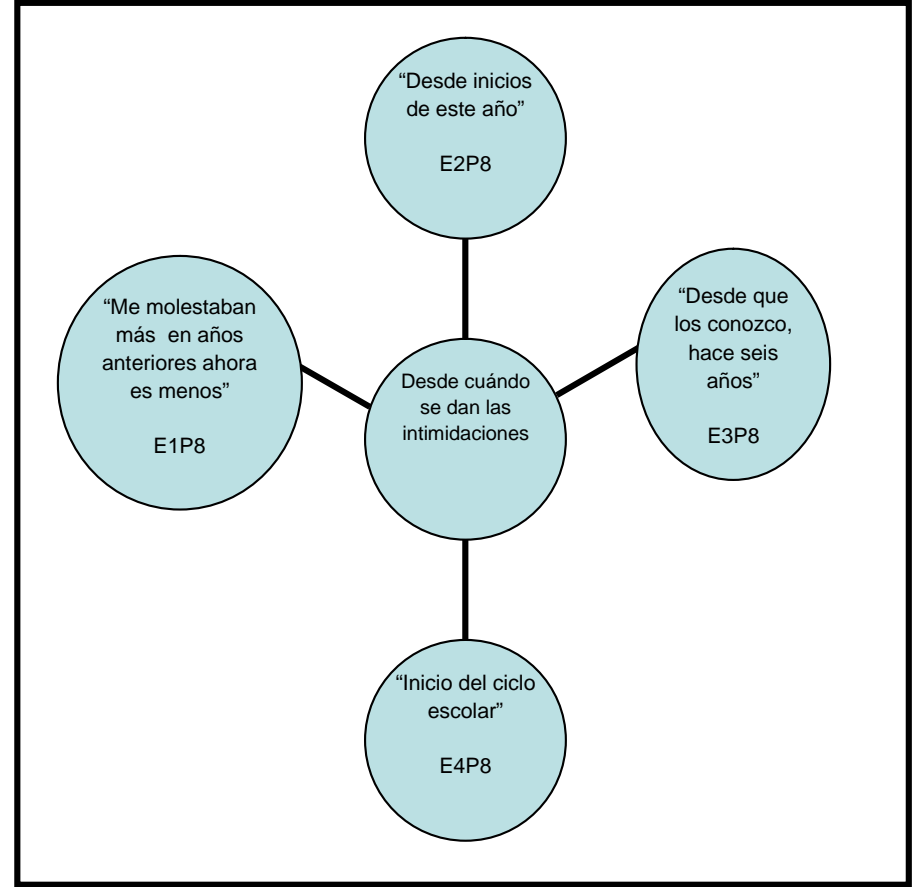 “Desde inicios
de este año”
E2P8
“Me molestaban
más en años
anteriores ahora
es menos”
E1P8
“Desde que
los conozco,
hace seis
años”
E3P8
Desde cuándo
se dan las
intimidaciones
“Inicio del ciclo
escolar”
E4P8